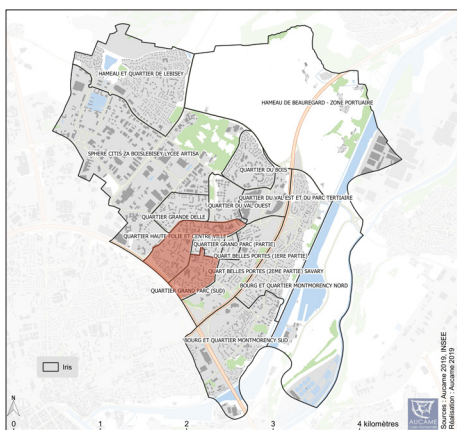 HAMEAU ET QUARTIER DE LEBISEY
HAMEAU DE BEAUREGARD - ZONE PORTUAIRE
SPHERE CITIS ZA BOISLEBISEY LYCEE ARTISA
QUARTIER DU BOIS
QUARTIER DU VAL EST ET DU PARC TERTIAIRE
QUARTIER DU VAL OUEST
QUARTIER GRANDE DELLE
QUARTIER HAUTE FOLIE ET CENTRE VILLE
QUARTIER GRAND PARC (PARTIE)
QUART BELLES PORTES (1ERE PARTIE)
QUART BELLES PORTES (2EME PARTIE) SAVARY
BOURG ET QUARTIER MONTMORENCY NORD
QUARTIER GRAND PARC (SUD)
BOURG ET QUARTIER MONTMORENCY SUD
Iris
N
0 1 2 3 4 kilomètres
AUCAME
Sources : Aucame 2019, INSEE
Réalisation : Aucame 2019